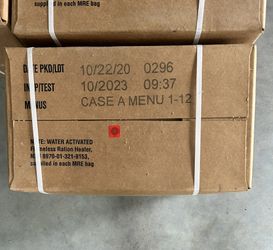 supplied in each MRE bag
DATE PKD/LOT 10/22/20 0296
INSP/TEST 10/2023 09:37
MENUS CASE A MENU 1-12
NOTE: WATER ACTIVATED
Flameless Ration Heater,
NSN 8970-01-321-9153,
supplied in each MRE bag